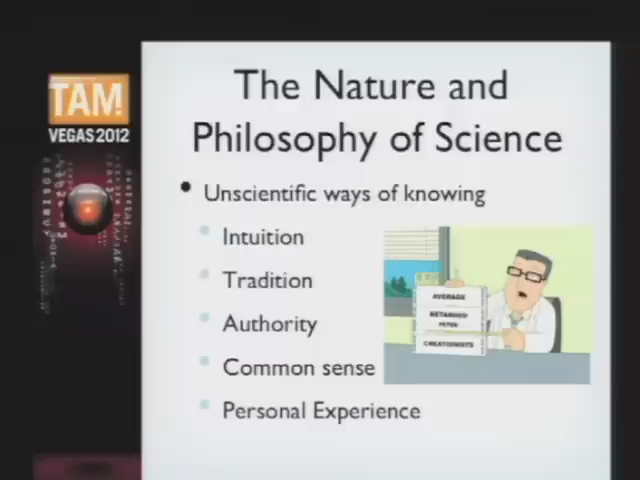 TAM!
VEGAS 2012
The Nature and
Philosophy of Science
Unscientific ways of knowing
Intuition
Tradition
Authority
Common sense
Personal Experience
AVERAGE
RETARDED
PETER
CREATIONISTS